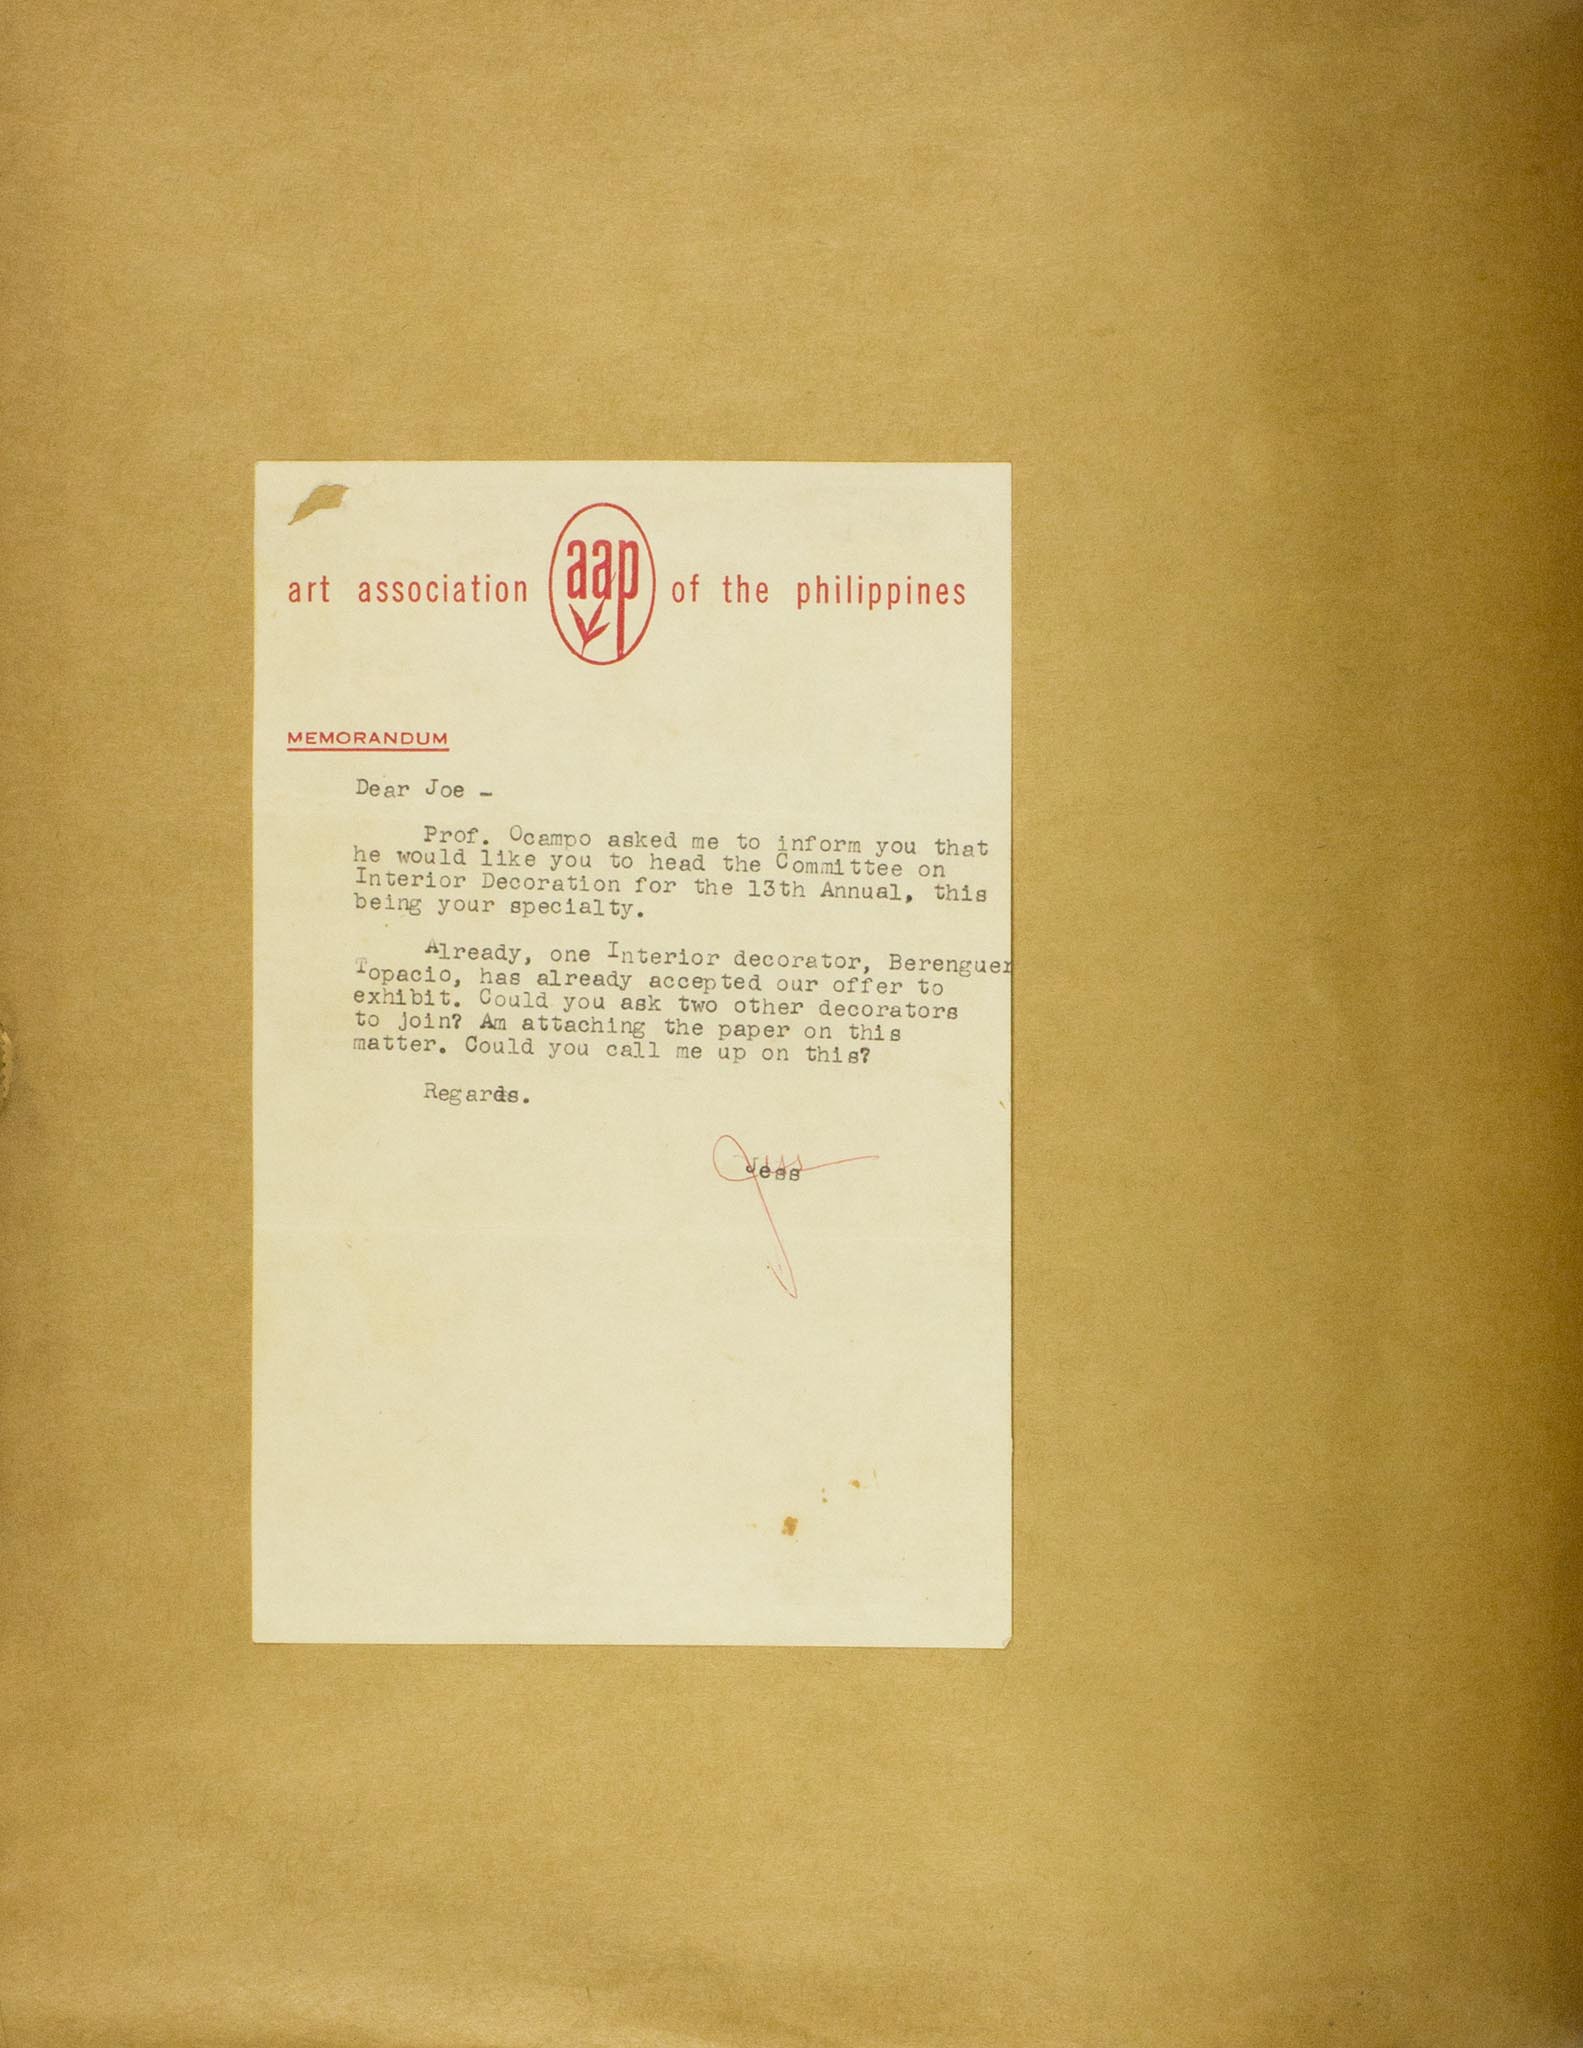 art association aap of the philippines
MEMORANDUM
Dear Joe -
Prof. Ocampo asked me to inform you that
he would like you to head the Committee on
Interior Decoration for the 13th Annual, this
being your specialty.
Already, one Interior decorator, Berenguer
Topacio, has already accepted our offer to
exhibit. Could you ask two other decorators
to join? Am attaching the paper on this
matter. Could you call me up on this?
Regards.
Jess
Jess